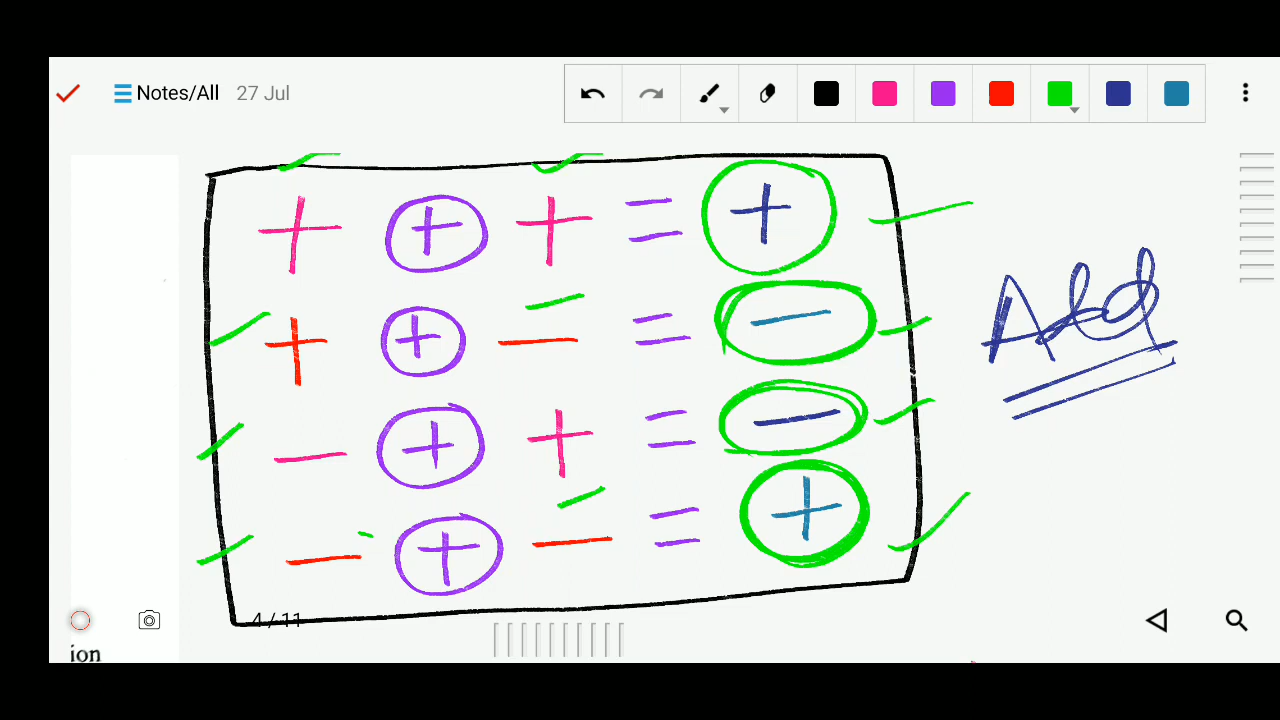 Notes/All 27 Jul
+ + + = +
+ + - = -
- + + = -
- + - = +
Add
4/11
ion